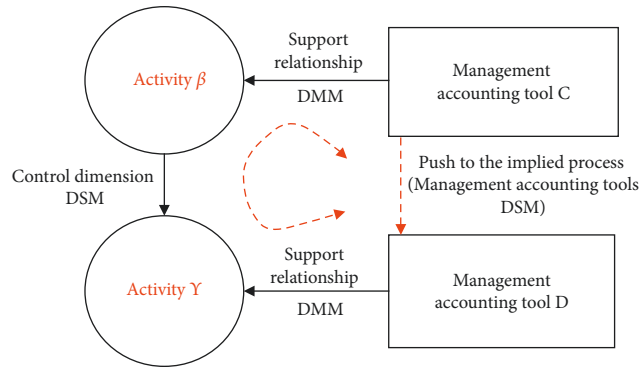 Activity β
Support
relationship
DMM
Management
accounting tool C
Control dimension
DSM
Push to the implied process
(Management accounting tools
DSM)
Activity ϒ
Support
relationship
DMM
Management
accounting tool D